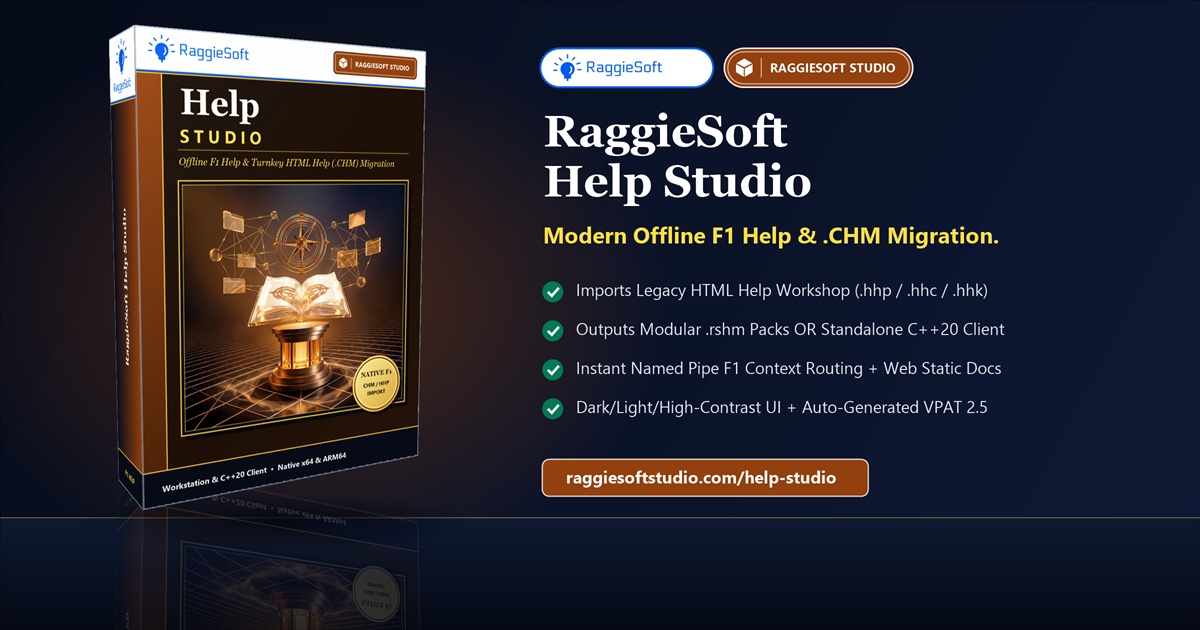 RaggieSoft
RAGGIESOFT STUDIO
RaggieSoft
Help
STUDIO
Offline F1 Help & Turnkey HTML Help (.CHM) Migration
NATIVE F1
CHM / HHP
IMPORT
Workstation & C++20 Client • Native x64 & ARM64
RaggieSoft Help Studio
RaggieSoft
RAGGIESOFT STUDIO
RaggieSoft
Help Studio
Modern Offline F1 Help & .CHM Migration.
Imports Legacy HTML Help Workshop (.hhp / .hhc / .hhk)
Outputs Modular .rshm Packs OR Standalone C++20 Client
Instant Named Pipe F1 Context Routing + Web Static Docs
Dark/Light/High-Contrast UI + Auto-Generated VPAT 2.5
raggiesoftstudio.com/help-studio